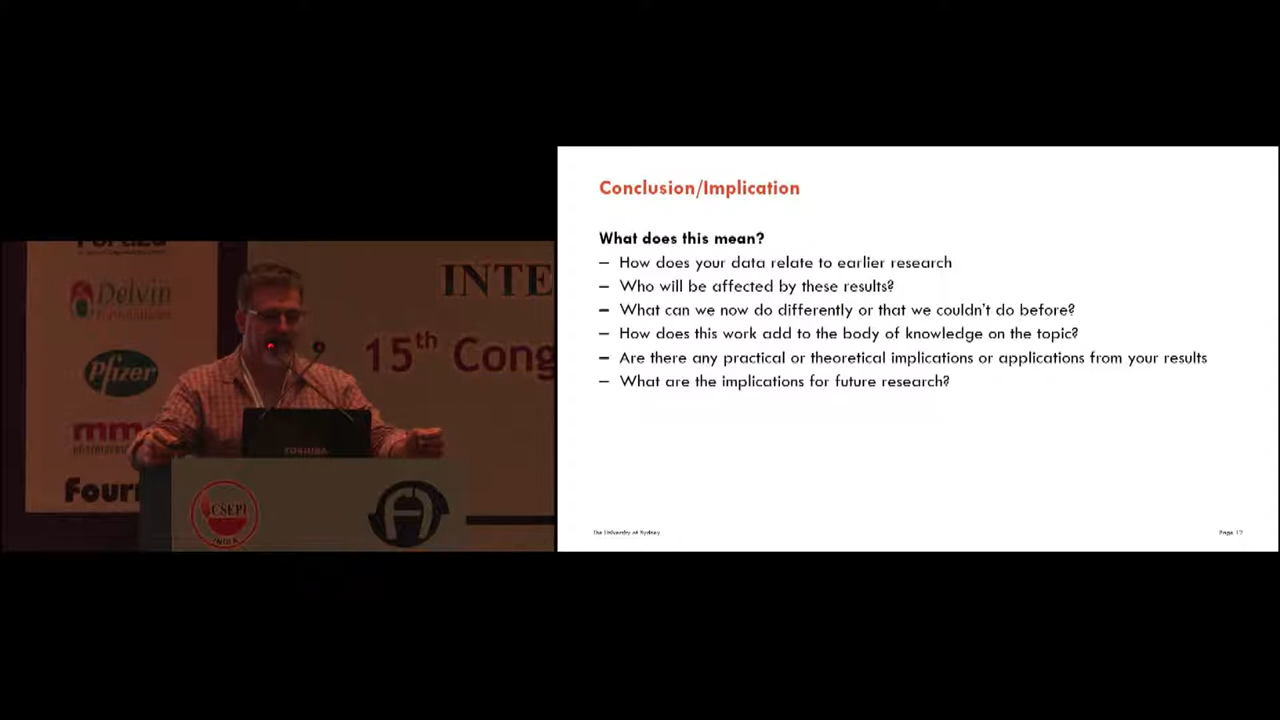 Delvin
Pfizer
mm
Fourr
INTE
15th Cong
TOSHIBA
CSEPI
INDIA
Conclusion/Implication
What does this mean?
– How does your data relate to earlier research
– Who will be affected by these results?
– What can we now do differently or that we couldn't do before?
– How does this work add to the body of knowledge on the topic?
– Are there any practical or theoretical implications or applications from your results
– What are the implications for future research?
The University of Sydney
Page 17